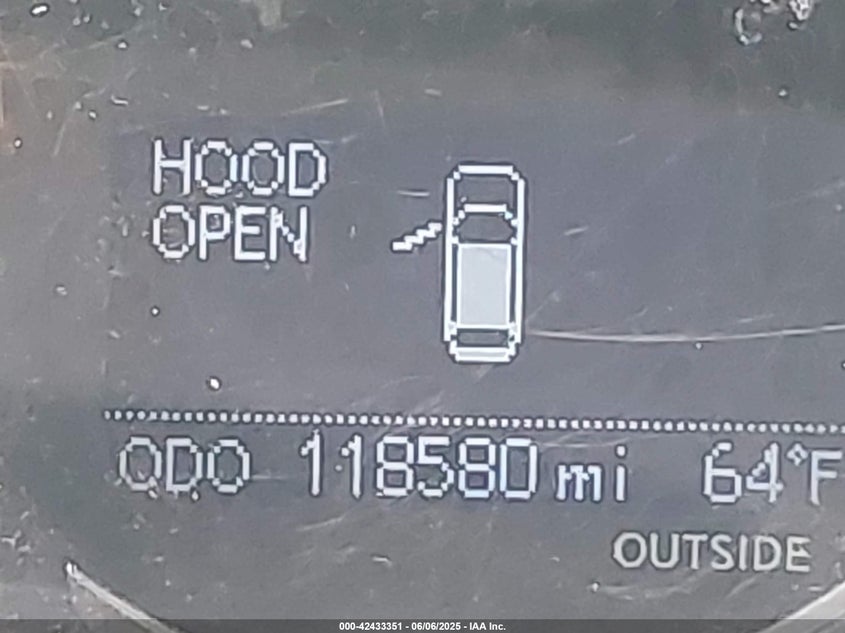 HOOD
OPEN
ODO 118580 mi 64°F
OUTSIDE
000-42433351 - 06/06/2025 - IAA Inc.